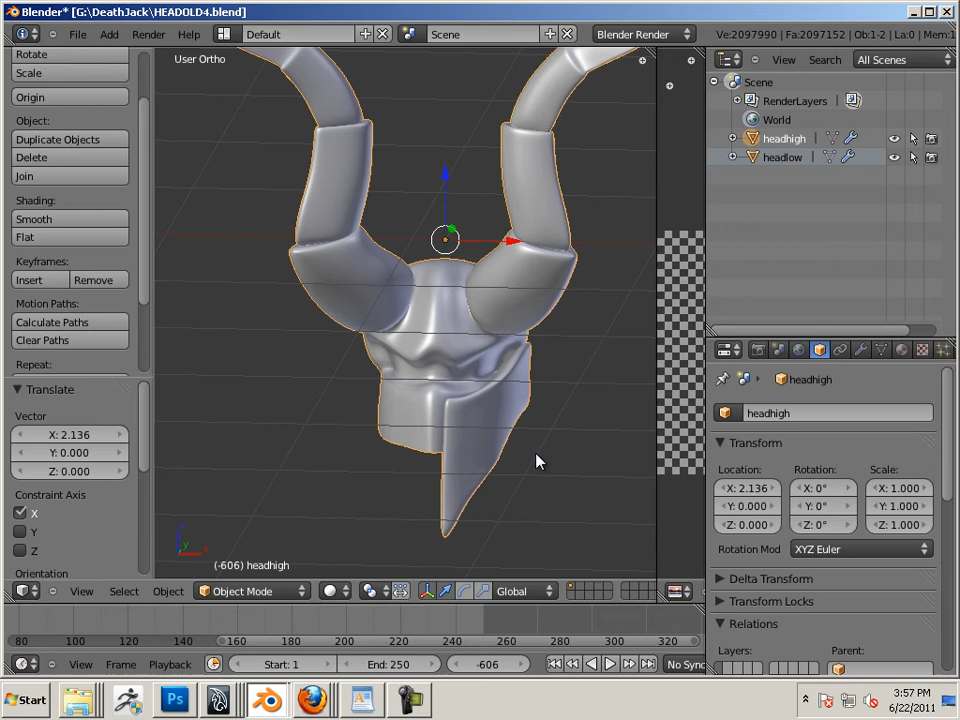 Blender* [G:\DeathJack\HEADOLD4.blend]
File Add Render Help Default Scene Blender Render Ve:2097990 | Fa:2097152 | Ob:1-2 | La:0 | Mem:1
Rotate
Scale
Origin
Object:
Duplicate Objects
Delete
Join
Shading:
Smooth
Flat
Keyframes:
Insert Remove
Motion Paths:
Calculate Paths
Clear Paths
Repeat:
Translate
Vector
X: 2.136
Y: 0.000
Z: 0.000
Constraint Axis
X
Y
Z
Orientation
User Ortho
z
y
x
(-606) headhigh
View Select Object Object Mode Global
View Search All Scenes
Scene
RenderLayers
World
headhigh
headlow
headhigh
headhigh
Transform
Location: Rotation: Scale:
X: 2.136 X: 0° X: 1.000
Y: 0.000 Y: 0° Y: 1.000
Z: 0.000 Z: 0° Z: 1.000
Rotation Mod XYZ Euler
Delta Transform
Transform Locks
Relations
Layers: Parent:
80 100 120 140 160 180 200 220 240 260 280 300 320
View Frame Playback Start: 1 End: 250 -606 No Sync
Start Ps 3:57 PM
6/22/2011